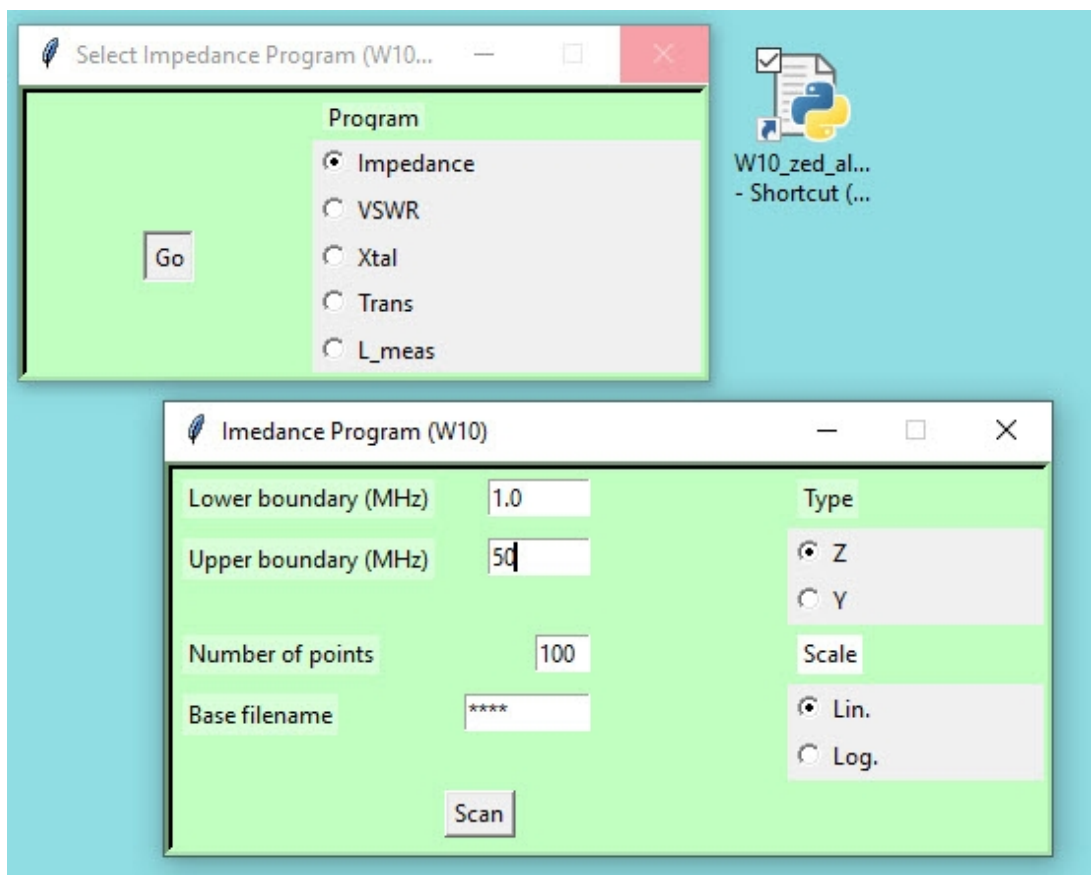 Select Impedance Program (W10...
Program
Impedance
VSWR
Xtal
Trans
L_meas
Go
W10_zed_al...
- Shortcut (...
Imedance Program (W10)
Lower boundary (MHz) 1.0
Upper boundary (MHz) 50
Number of points 100
Base filename ****
Scan
Type
Z
Y
Scale
Lin.
Log.